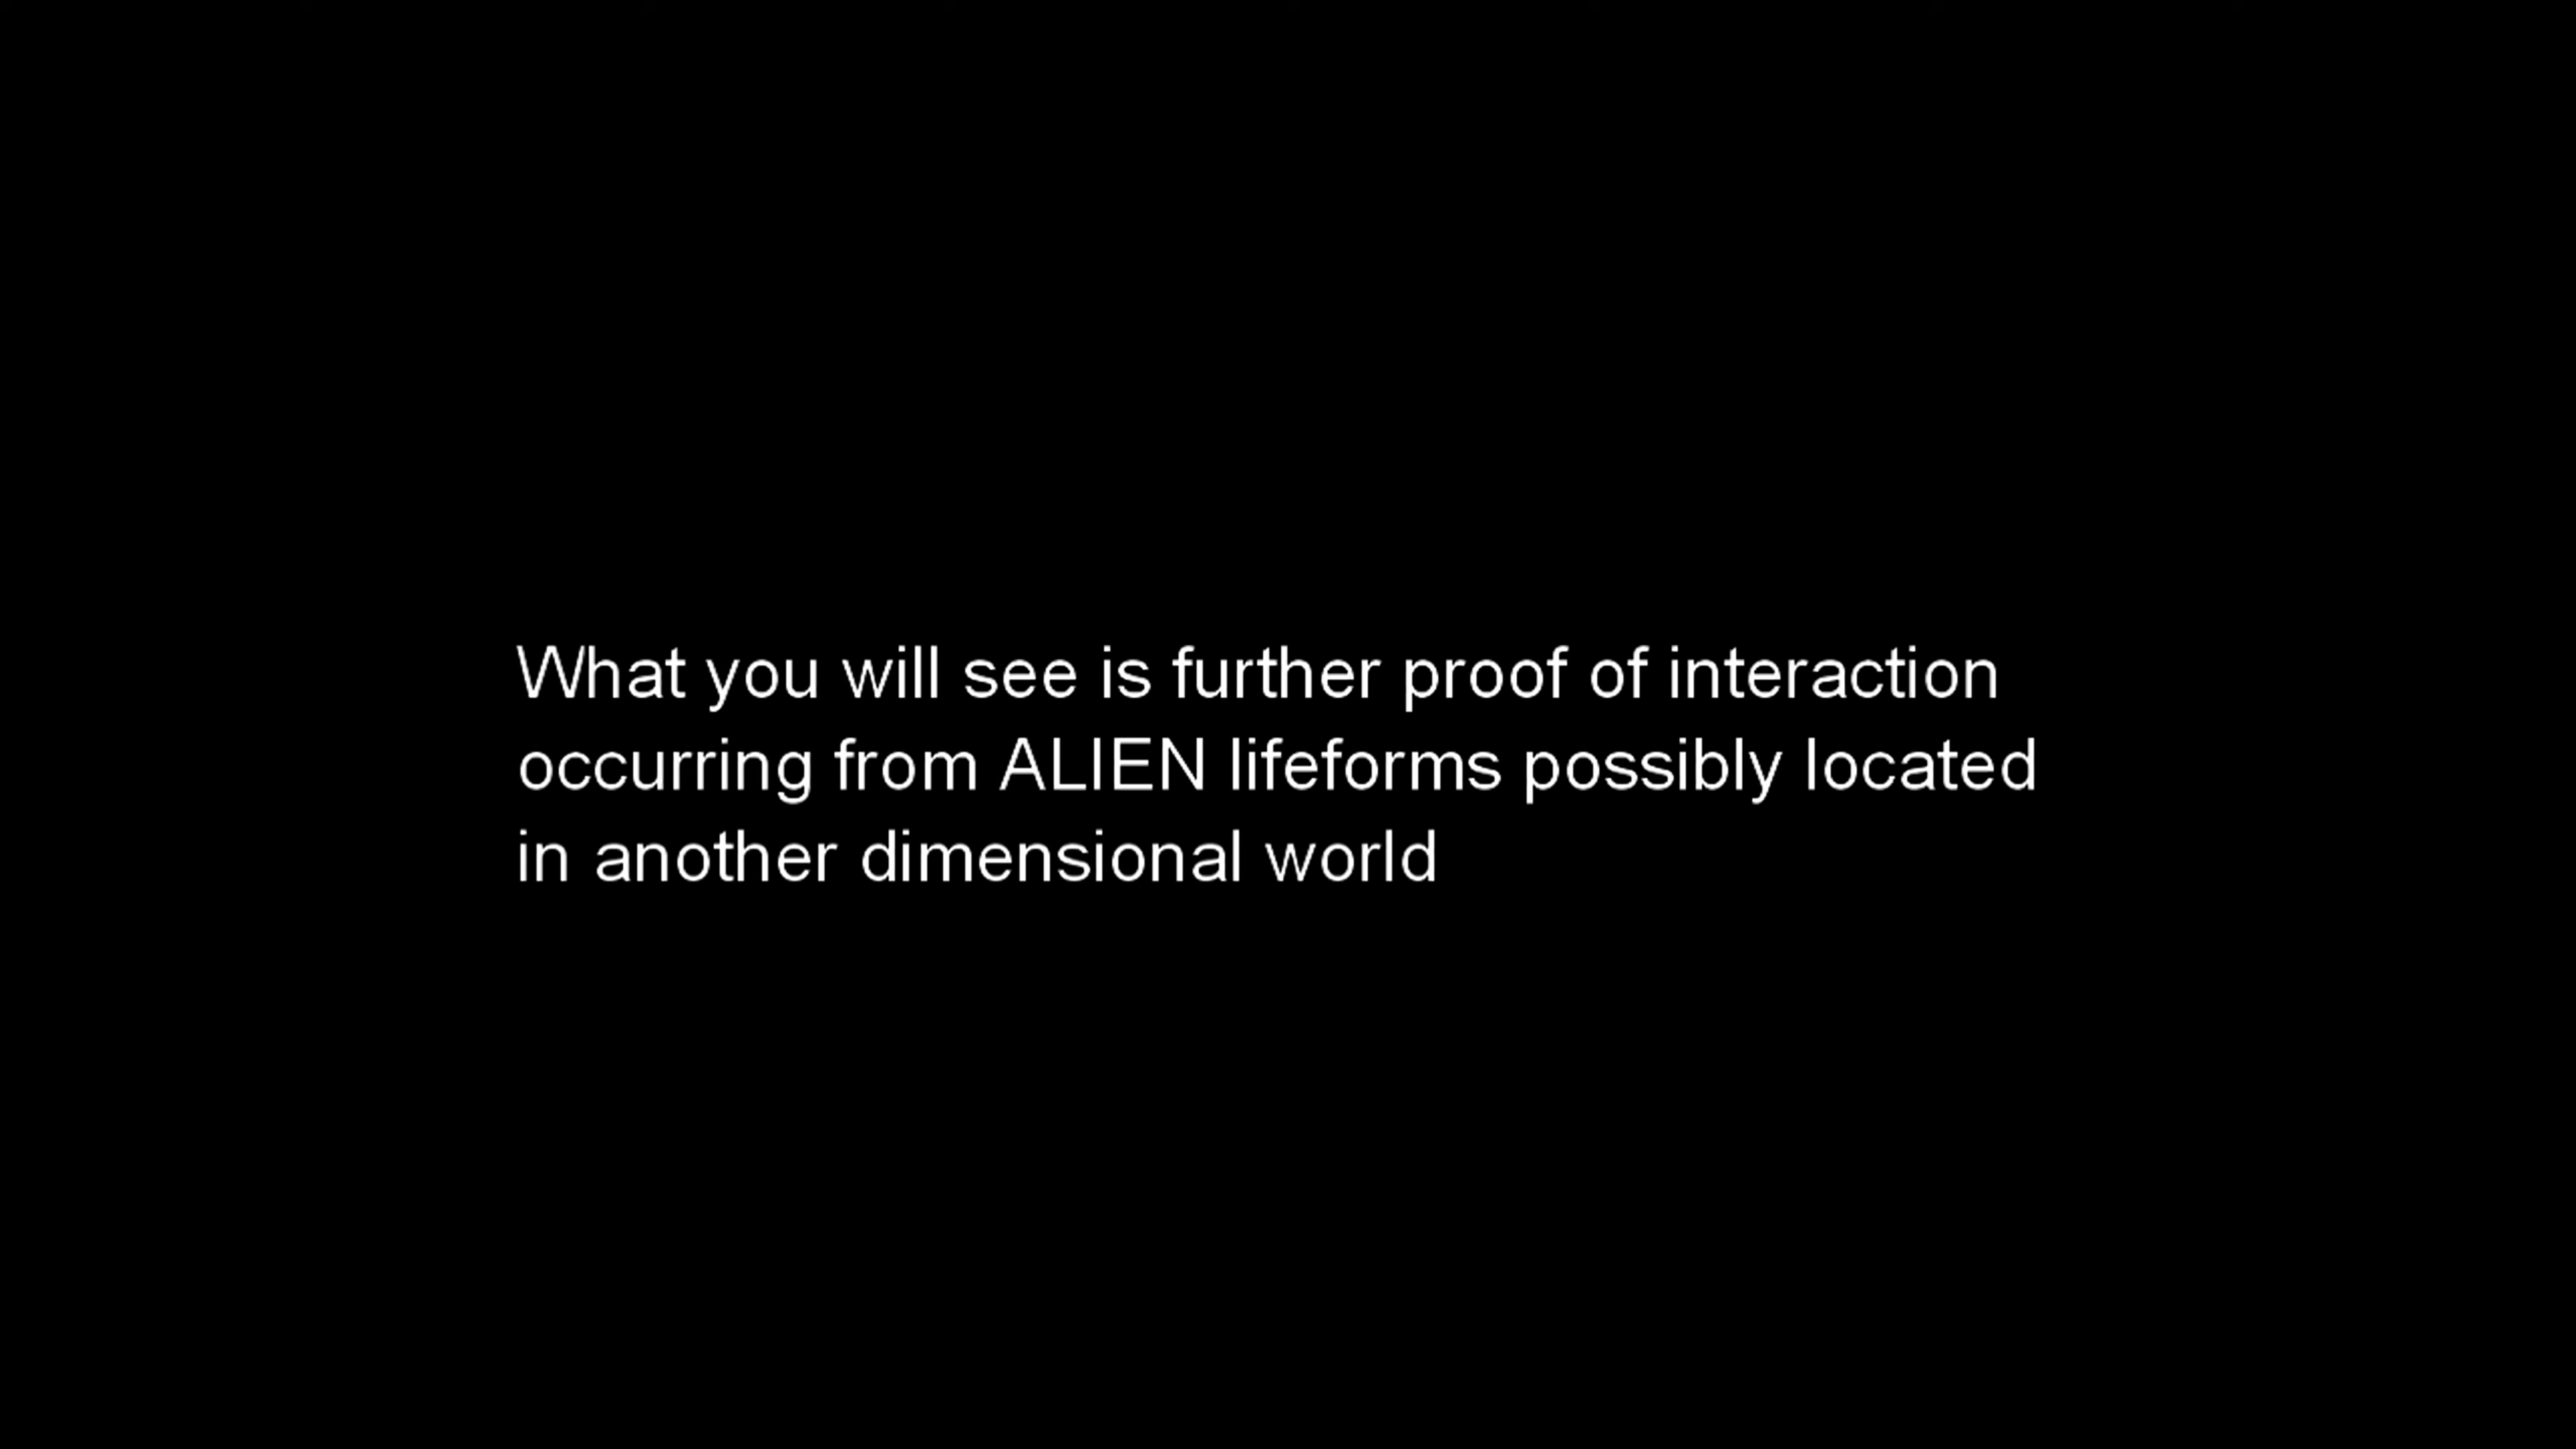 What you will see is further proof of interaction
occurring from ALIEN lifeforms possibly located
in another dimensional world